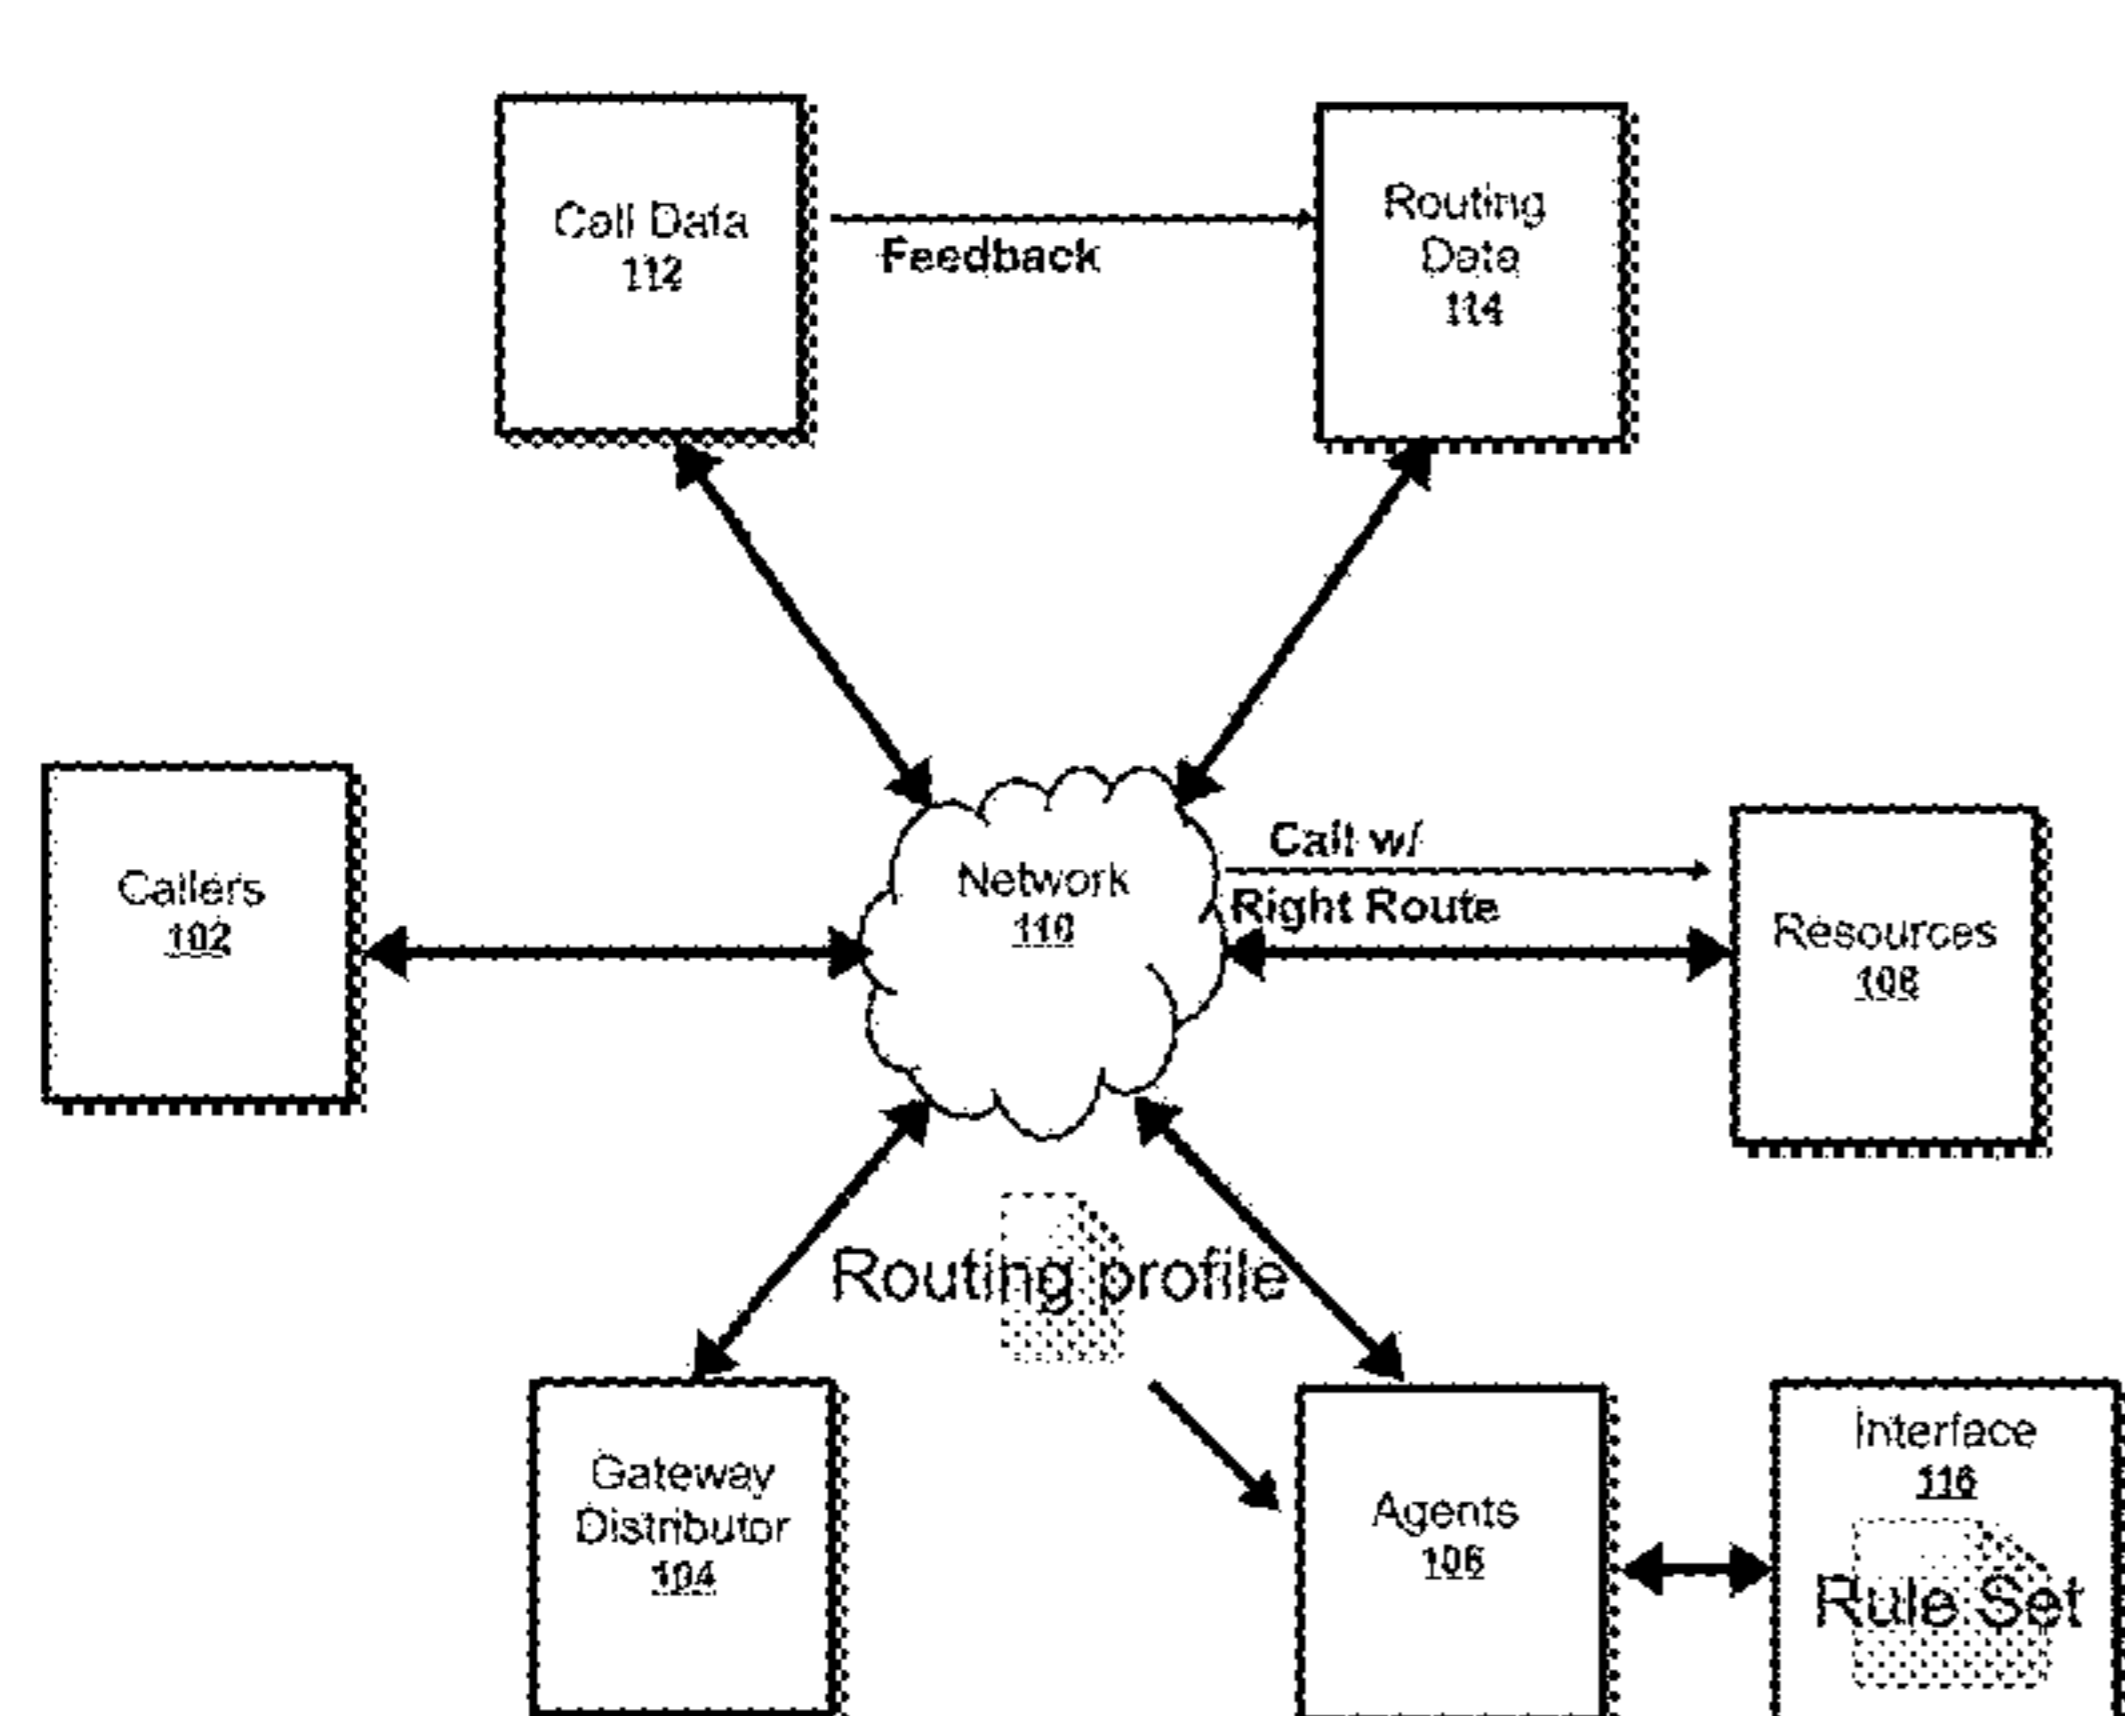 Call Data
112
Feedback
Routing
Data
114
Callers
102
Network
110
Call w/
Right Route
Resources
108
Routing profile
Gateway
Distributor
104
Agents
106
Interface
116
Rule Set